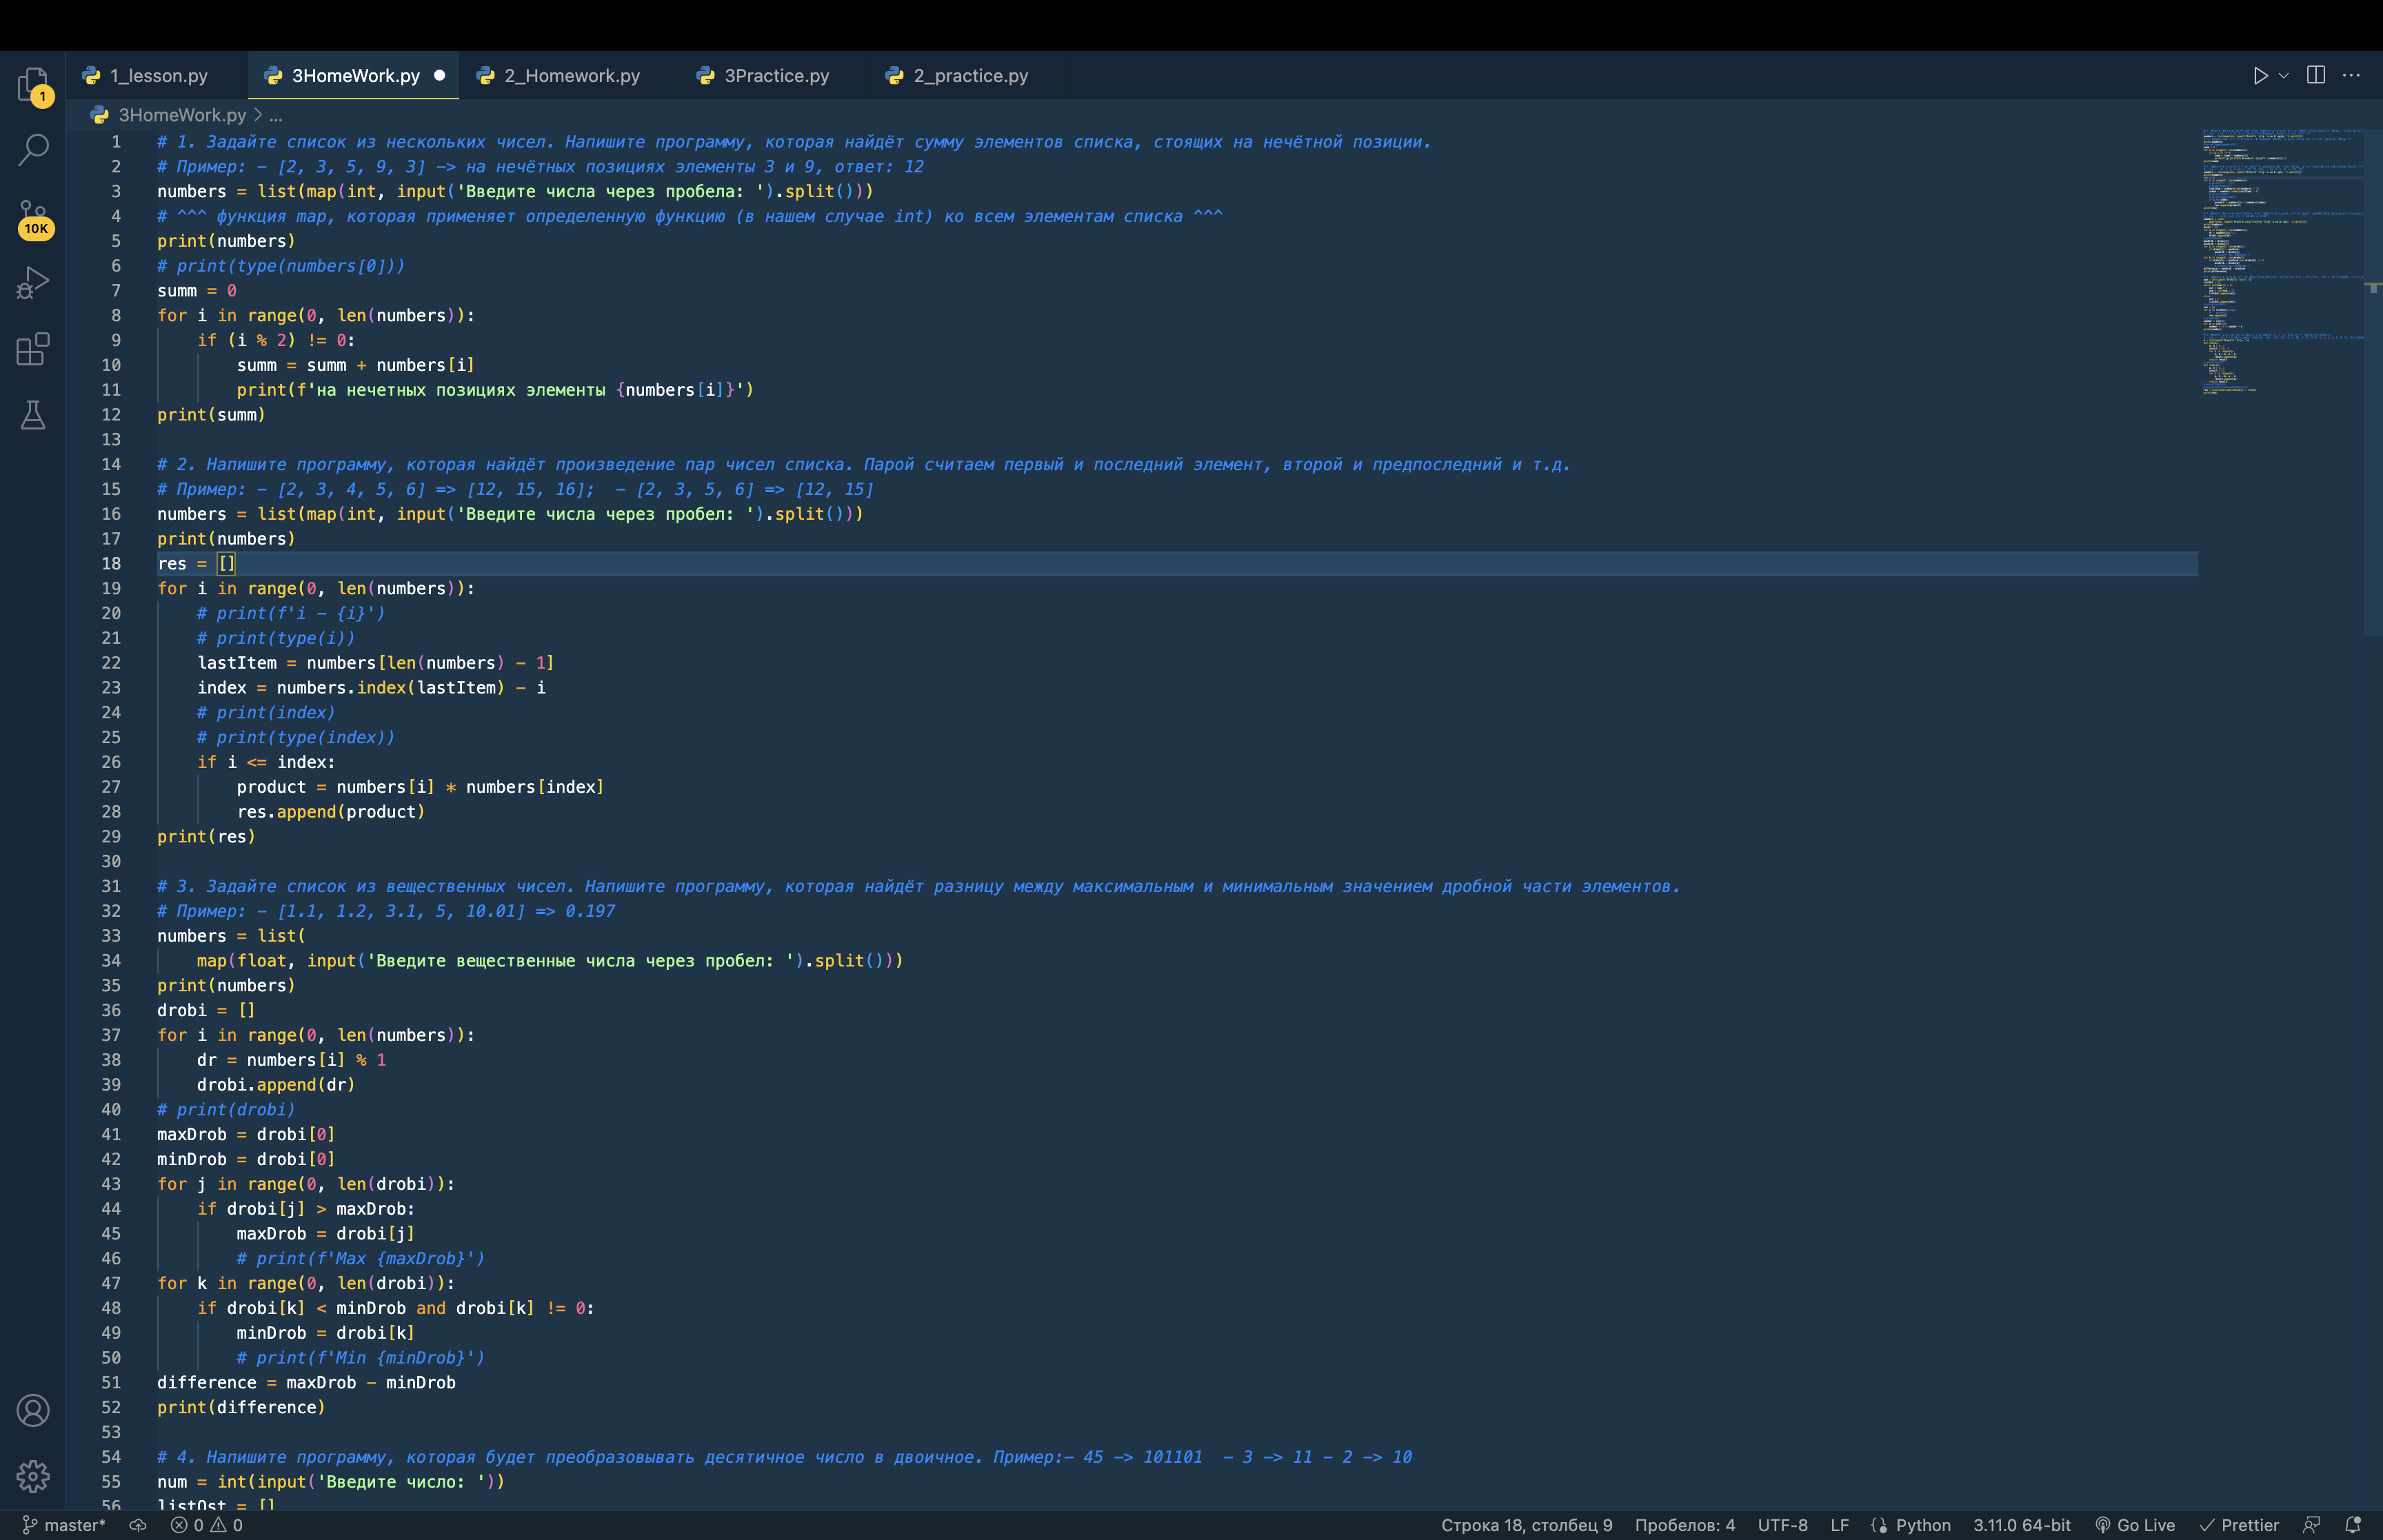 1_lesson.py
3HomeWork.py
2_Homework.py
3Practice.py
2_practice.py
1
10K
3HomeWork.py > ...
1 # 1. Задайте список из нескольких чисел. Напишите программу, которая найдёт сумму элементов списка, стоящих на нечётной позиции.
2 # Пример: - [2, 3, 5, 9, 3] -> на нечётных позициях элементы 3 и 9, ответ: 12
3 numbers = list(map(int, input('Введите числа через пробела: ').split()))
4 # ^^^ функция map, которая применяет определенную функцию (в нашем случае int) ко всем элементам списка ^^^
5 print(numbers)
6 # print(type(numbers[0]))
7 summ = 0
8 for i in range(0, len(numbers)):
9     if (i % 2) != 0:
10         summ = summ + numbers[i]
11         print(f'на нечетных позициях элементы {numbers[i]}')
12 print(summ)
13
14 # 2. Напишите программу, которая найдёт произведение пар чисел списка. Парой считаем первый и последний элемент, второй и предпоследний и т.д.
15 # Пример: - [2, 3, 4, 5, 6] => [12, 15, 16];  - [2, 3, 5, 6] => [12, 15]
16 numbers = list(map(int, input('Введите числа через пробел: ').split()))
17 print(numbers)
18 res = []
19 for i in range(0, len(numbers)):
20     # print(f'i - {i}')
21     # print(type(i))
22     lastItem = numbers[len(numbers) - 1]
23     index = numbers.index(lastItem) - i
24     # print(index)
25     # print(type(index))
26     if i <= index:
27         product = numbers[i] * numbers[index]
28         res.append(product)
29 print(res)
30
31 # 3. Задайте список из вещественных чисел. Напишите программу, которая найдёт разницу между максимальным и минимальным значением дробной части элементов.
32 # Пример: - [1.1, 1.2, 3.1, 5, 10.01] => 0.197
33 numbers = list(
34     map(float, input('Введите вещественные числа через пробел: ').split()))
35 print(numbers)
36 drobi = []
37 for i in range(0, len(numbers)):
38     dr = numbers[i] % 1
39     drobi.append(dr)
40 # print(drobi)
41 maxDrob = drobi[0]
42 minDrob = drobi[0]
43 for j in range(0, len(drobi)):
44     if drobi[j] > maxDrob:
45         maxDrob = drobi[j]
46         # print(f'Max {maxDrob}')
47 for k in range(0, len(drobi)):
48     if drobi[k] < minDrob and drobi[k] != 0:
49         minDrob = drobi[k]
50         # print(f'Min {minDrob}')
51 difference = maxDrob - minDrob
52 print(difference)
53
54 # 4. Напишите программу, которая будет преобразовывать десятичное число в двоичное. Пример:- 45 -> 101101  - 3 -> 11 - 2 -> 10
55 num = int(input('Введите число: '))
56 listOst = []
master* 0 0 Строка 18, столбец 9 Пробелов: 4 UTF-8 LF Python 3.11.0 64-bit Go Live Prettier